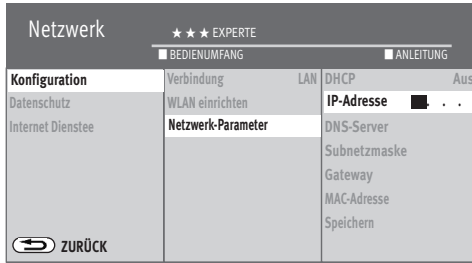 Netzwerk
★ ★ ★ EXPERTE
BEDIENUMFANG ANLEITUNG
Konfiguration Verbindung LAN DHCP Aus
Datenschutz WLAN einrichten IP-Adresse . . .
Internet Dienstee Netzwerk-Parameter DNS-Server
Subnetzmaske
Gateway
MAC-Adresse
Speichern
ZURÜCK